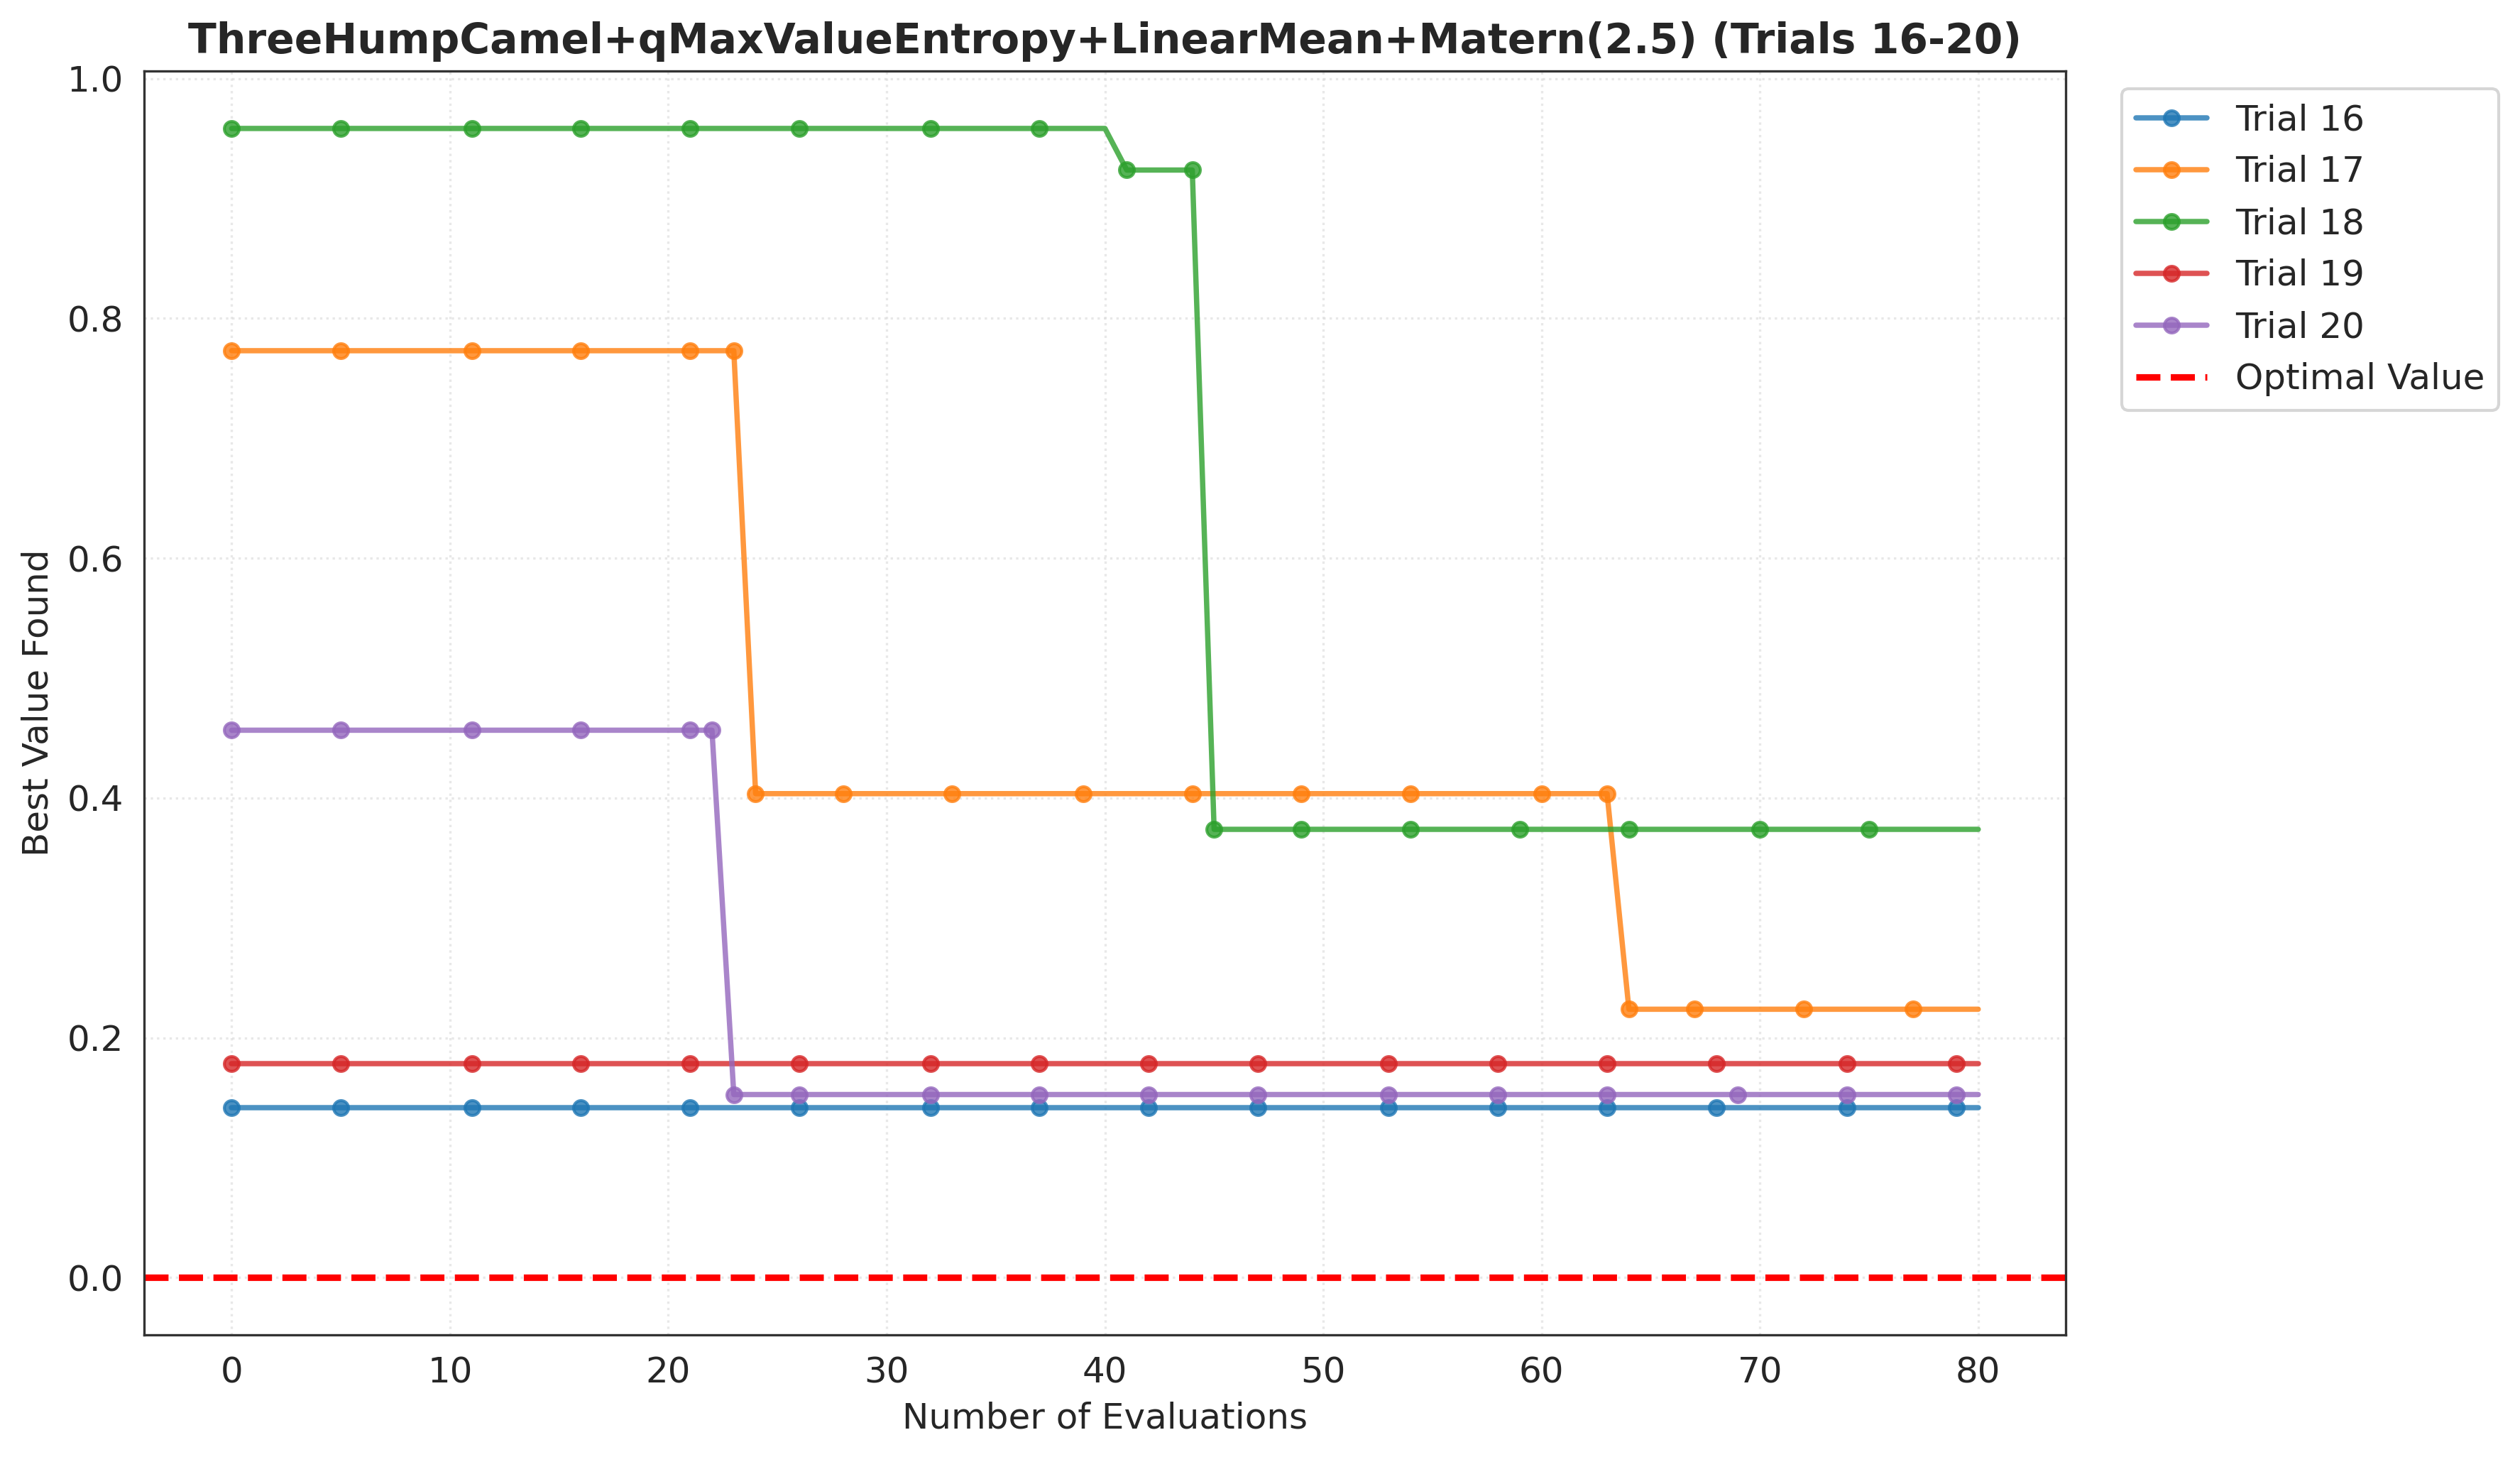 ThreeHumpCamel+qMaxValueEntropy+LinearMean+Matern(2.5) (Trials 16-20)
1.0
0.8
0.6
0.4
0.2
0.0
Best Value Found
0 10 20 30 40 50 60 70 80
Number of Evaluations
Trial 16
Trial 17
Trial 18
Trial 19
Trial 20
Optimal Value